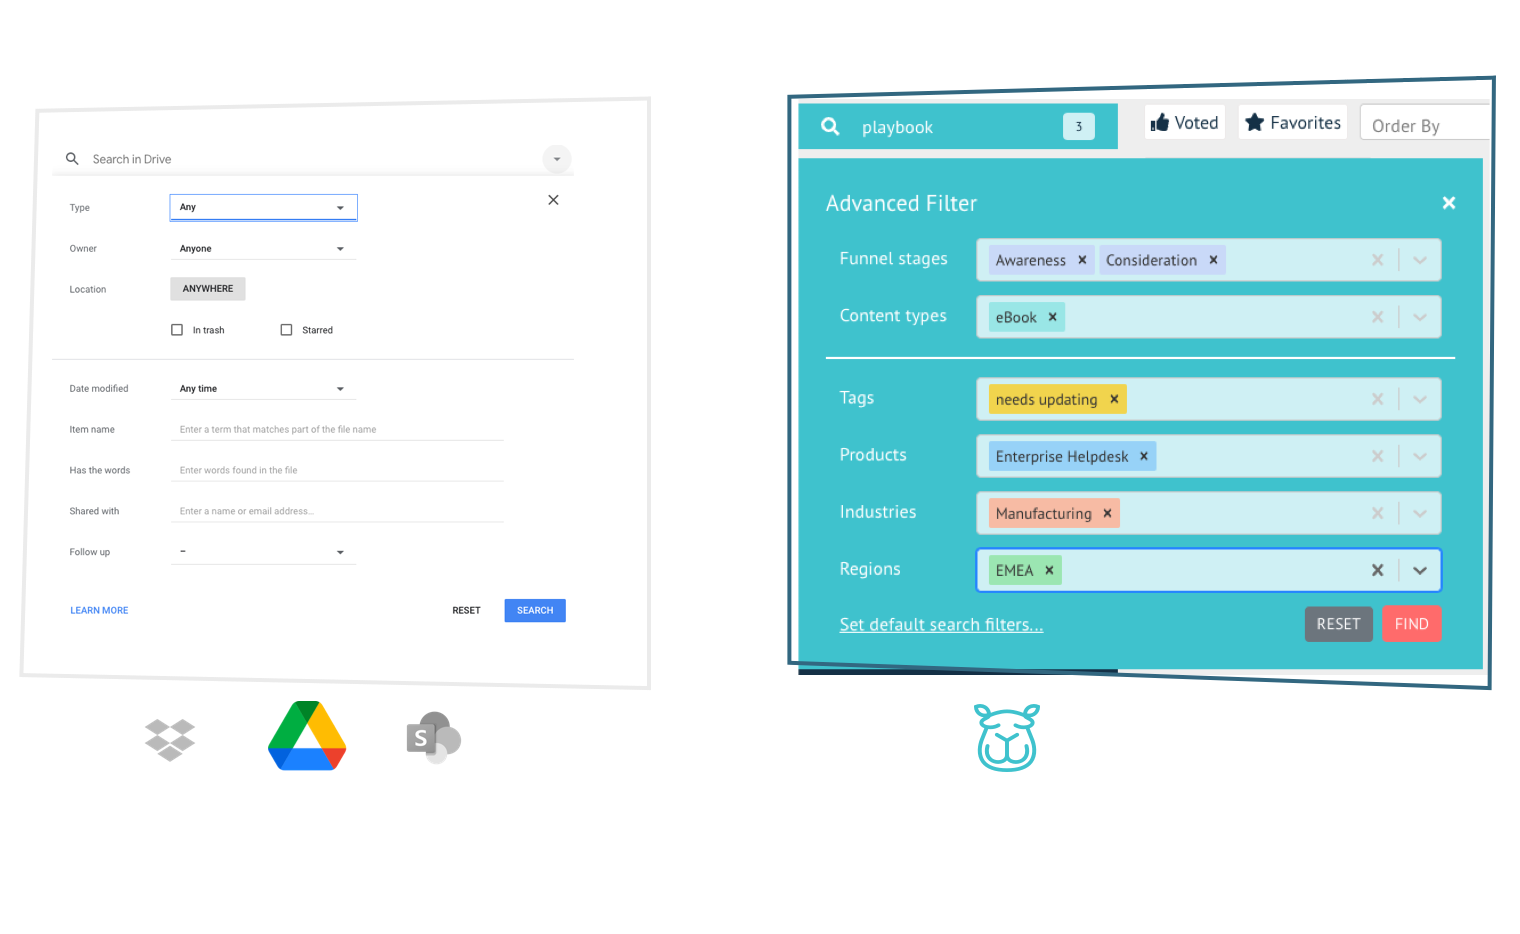 Search in Drive
Type Any
Owner Anyone
Location ANYWHERE
In trash Starred
Date modified Any time
Item name Enter a term that matches part of the file name
Has the words Enter words found in the file
Shared with Enter a name or email address...
Follow up –
LEARN MORE RESET SEARCH
S
playbook 3 Voted Favorites Order By
Advanced Filter
Funnel stages Awareness Consideration
Content types eBook
Tags needs updating
Products Enterprise Helpdesk
Industries Manufacturing
Regions EMEA
Set default search filters... RESET FIND